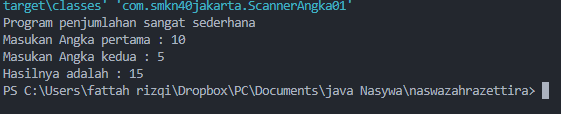 target\classes' 'com.smkn40jakarta.ScannerAngka01'
Program penjumlahan sangat sederhana
Masukan Angka pertama : 10
Masukan Angka kedua : 5
Hasilnya adalah : 15
PS C:\Users\fattah rizqi\Dropbox\PC\Documents\java Nasywa\naswazahrazettira>